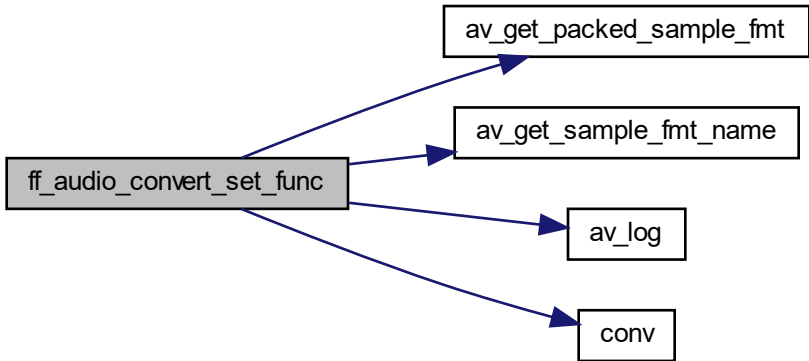 av_get_packed_sample_fmt
av_get_sample_fmt_name
ff_audio_convert_set_func
av_log
conv